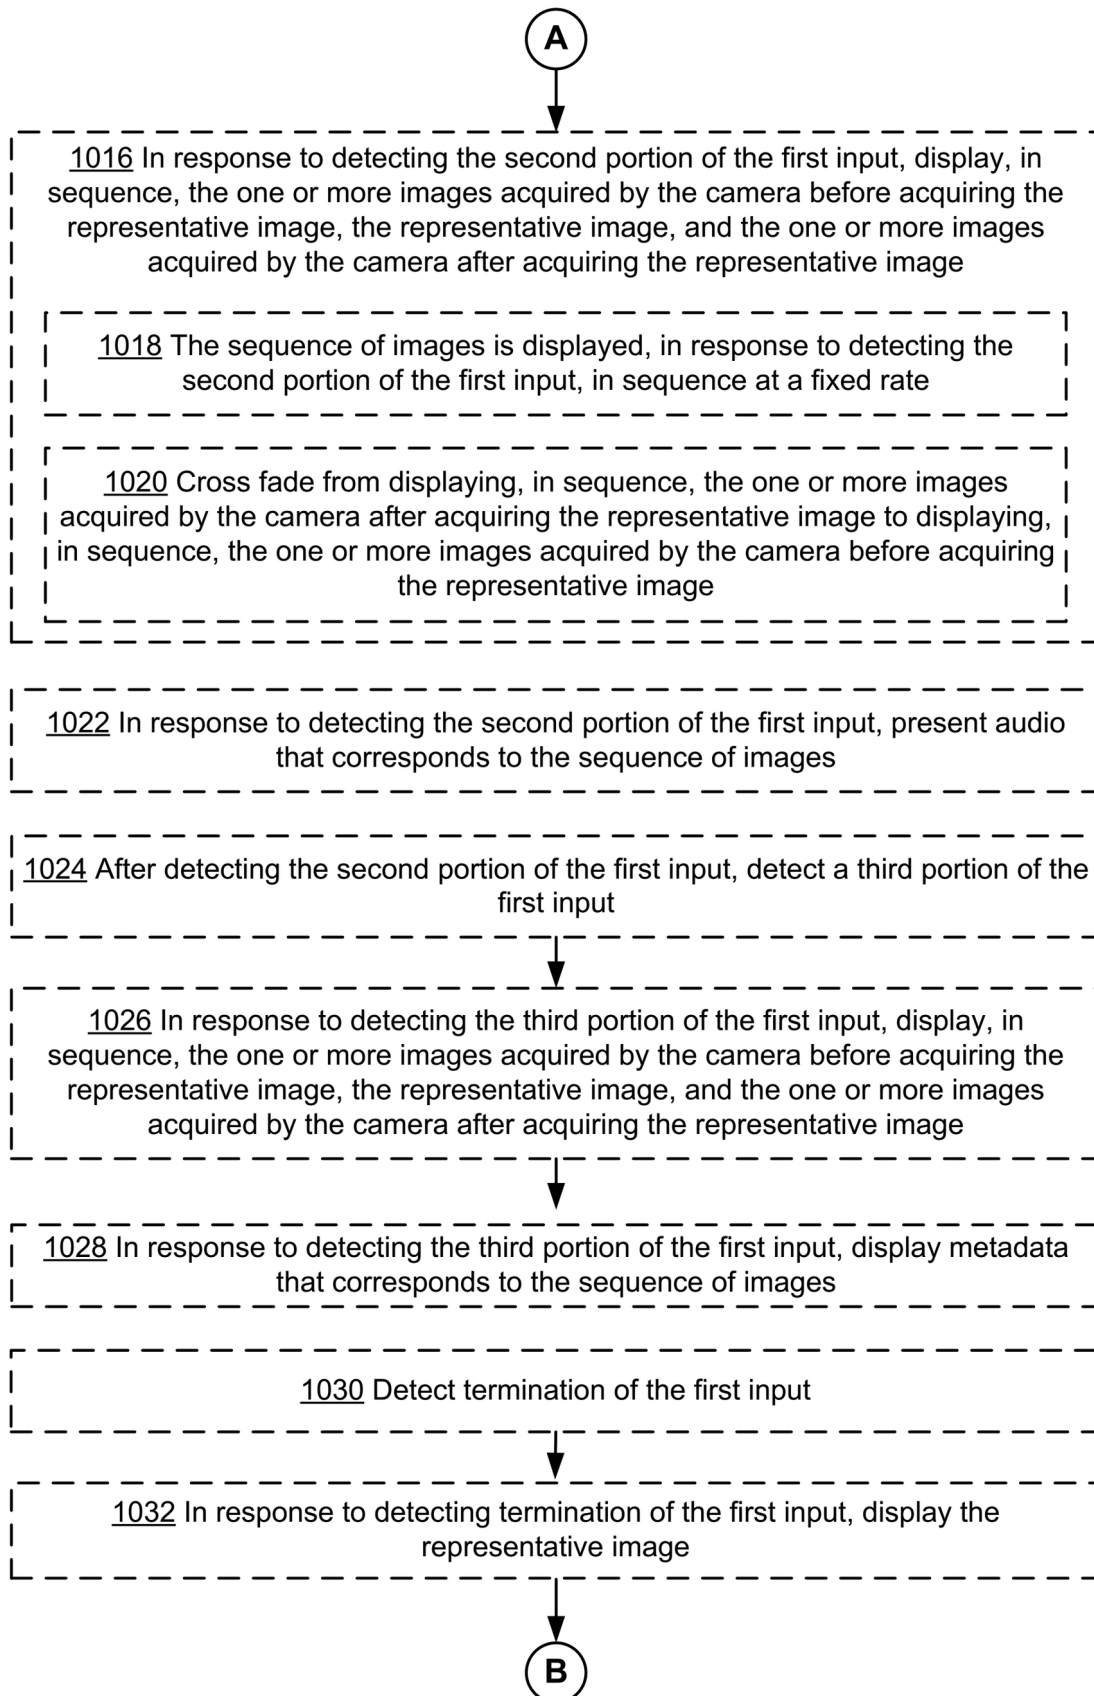 A
1016 In response to detecting the second portion of the first input, display, in
sequence, the one or more images acquired by the camera before acquiring the
representative image, the representative image, and the one or more images
acquired by the camera after acquiring the representative image
1018 The sequence of images is displayed, in response to detecting the
second portion of the first input, in sequence at a fixed rate
1020 Cross fade from displaying, in sequence, the one or more images
acquired by the camera after acquiring the representative image to displaying,
in sequence, the one or more images acquired by the camera before acquiring
the representative image
1022 In response to detecting the second portion of the first input, present audio
that corresponds to the sequence of images
1024 After detecting the second portion of the first input, detect a third portion of the
first input
1026 In response to detecting the third portion of the first input, display, in
sequence, the one or more images acquired by the camera before acquiring the
representative image, the representative image, and the one or more images
acquired by the camera after acquiring the representative image
1028 In response to detecting the third portion of the first input, display metadata
that corresponds to the sequence of images
1030 Detect termination of the first input
1032 In response to detecting termination of the first input, display the
representative image
B